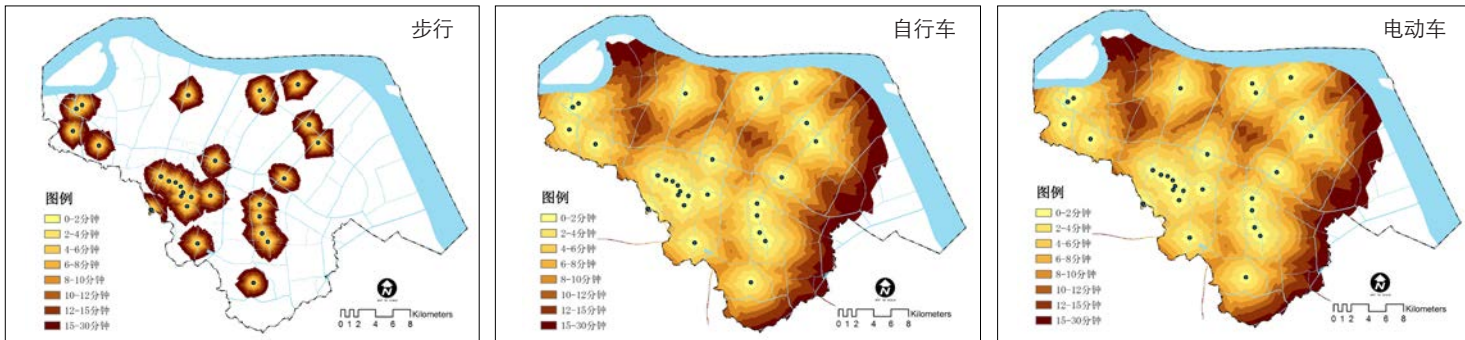 步行
图例
0-2分钟
2-4分钟
4-6分钟
6-8分钟
8-10分钟
10-12分钟
12-15分钟
15-30分钟
N
Kilometers
0 1 2 4 6 8
自行车
图例
0-2分钟
2-4分钟
4-6分钟
6-8分钟
8-10分钟
10-12分钟
12-15分钟
15-30分钟
N
Kilometers
0 1 2 4 6 8
电动车
图例
0-2分钟
2-4分钟
4-6分钟
6-8分钟
8-10分钟
10-12分钟
12-15分钟
15-30分钟
N
Kilometers
0 1 2 4 6 8